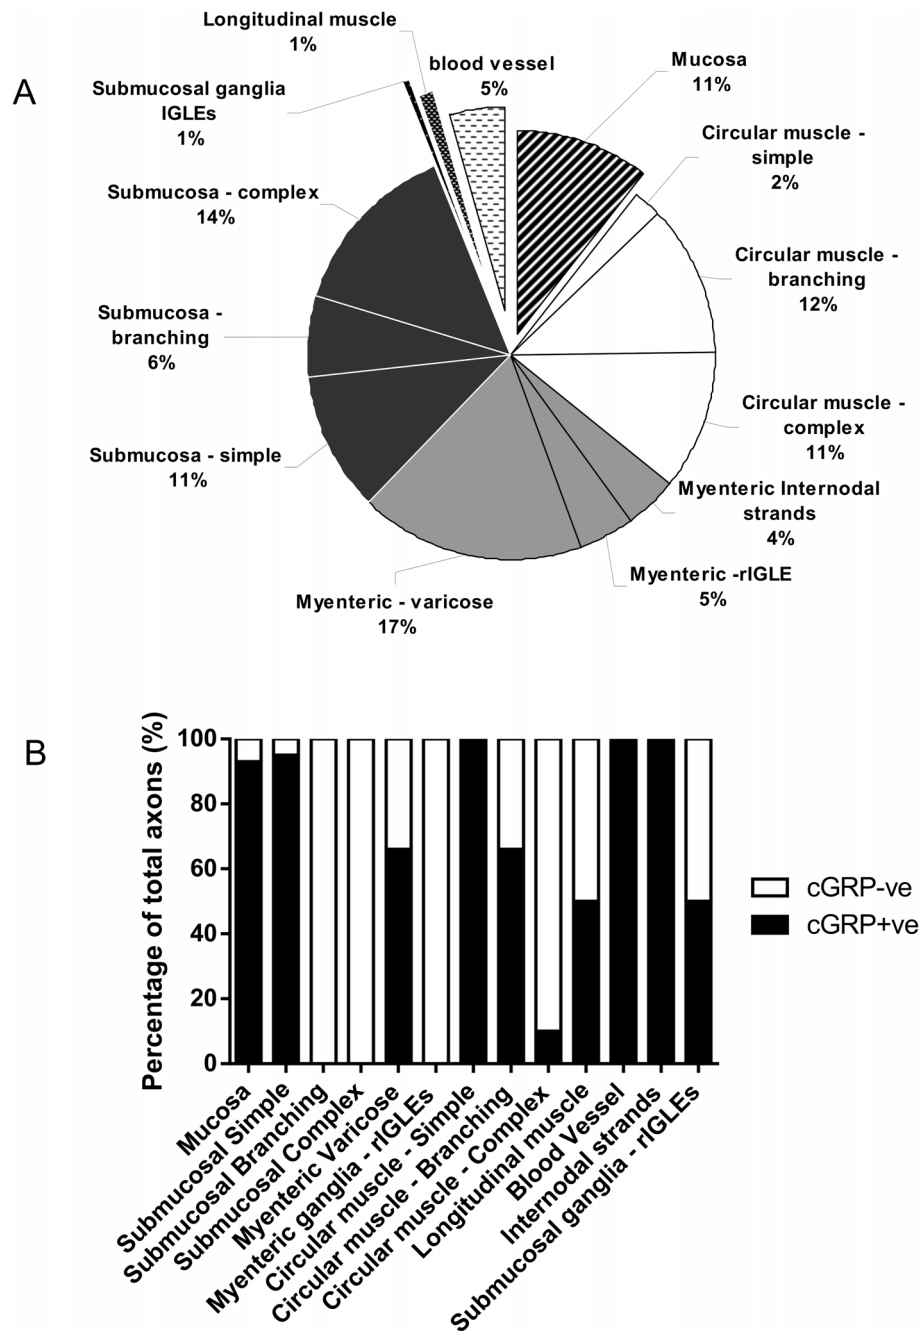 A
Longitudinal muscle
1%
blood vessel
5%
Mucosa
11%
Submucosal ganglia
IGLEs
1%
Circular muscle -
simple
2%
Submucosa - complex
14%
Circular muscle -
branching
12%
Submucosa -
branching
6%
Circular muscle -
complex
11%
Submucosa - simple
11%
Myenteric Internodal
strands
4%
Myenteric -rIGLE
5%
Myenteric - varicose
17%
B
Percentage of total axons (%)
100
80
60
40
20
0
cGRP-ve
cGRP+ve
Mucosa
Submucosal Simple
Submucosal Branching
Submucosal Complex
Myenteric Varicose
Myenteric ganglia - rIGLEs
Circular muscle - Simple
Circular muscle - Branching
Circular muscle - Complex
Longitudinal muscle
Blood Vessel
Internodal strands
Submucosal ganglia - rIGLEs